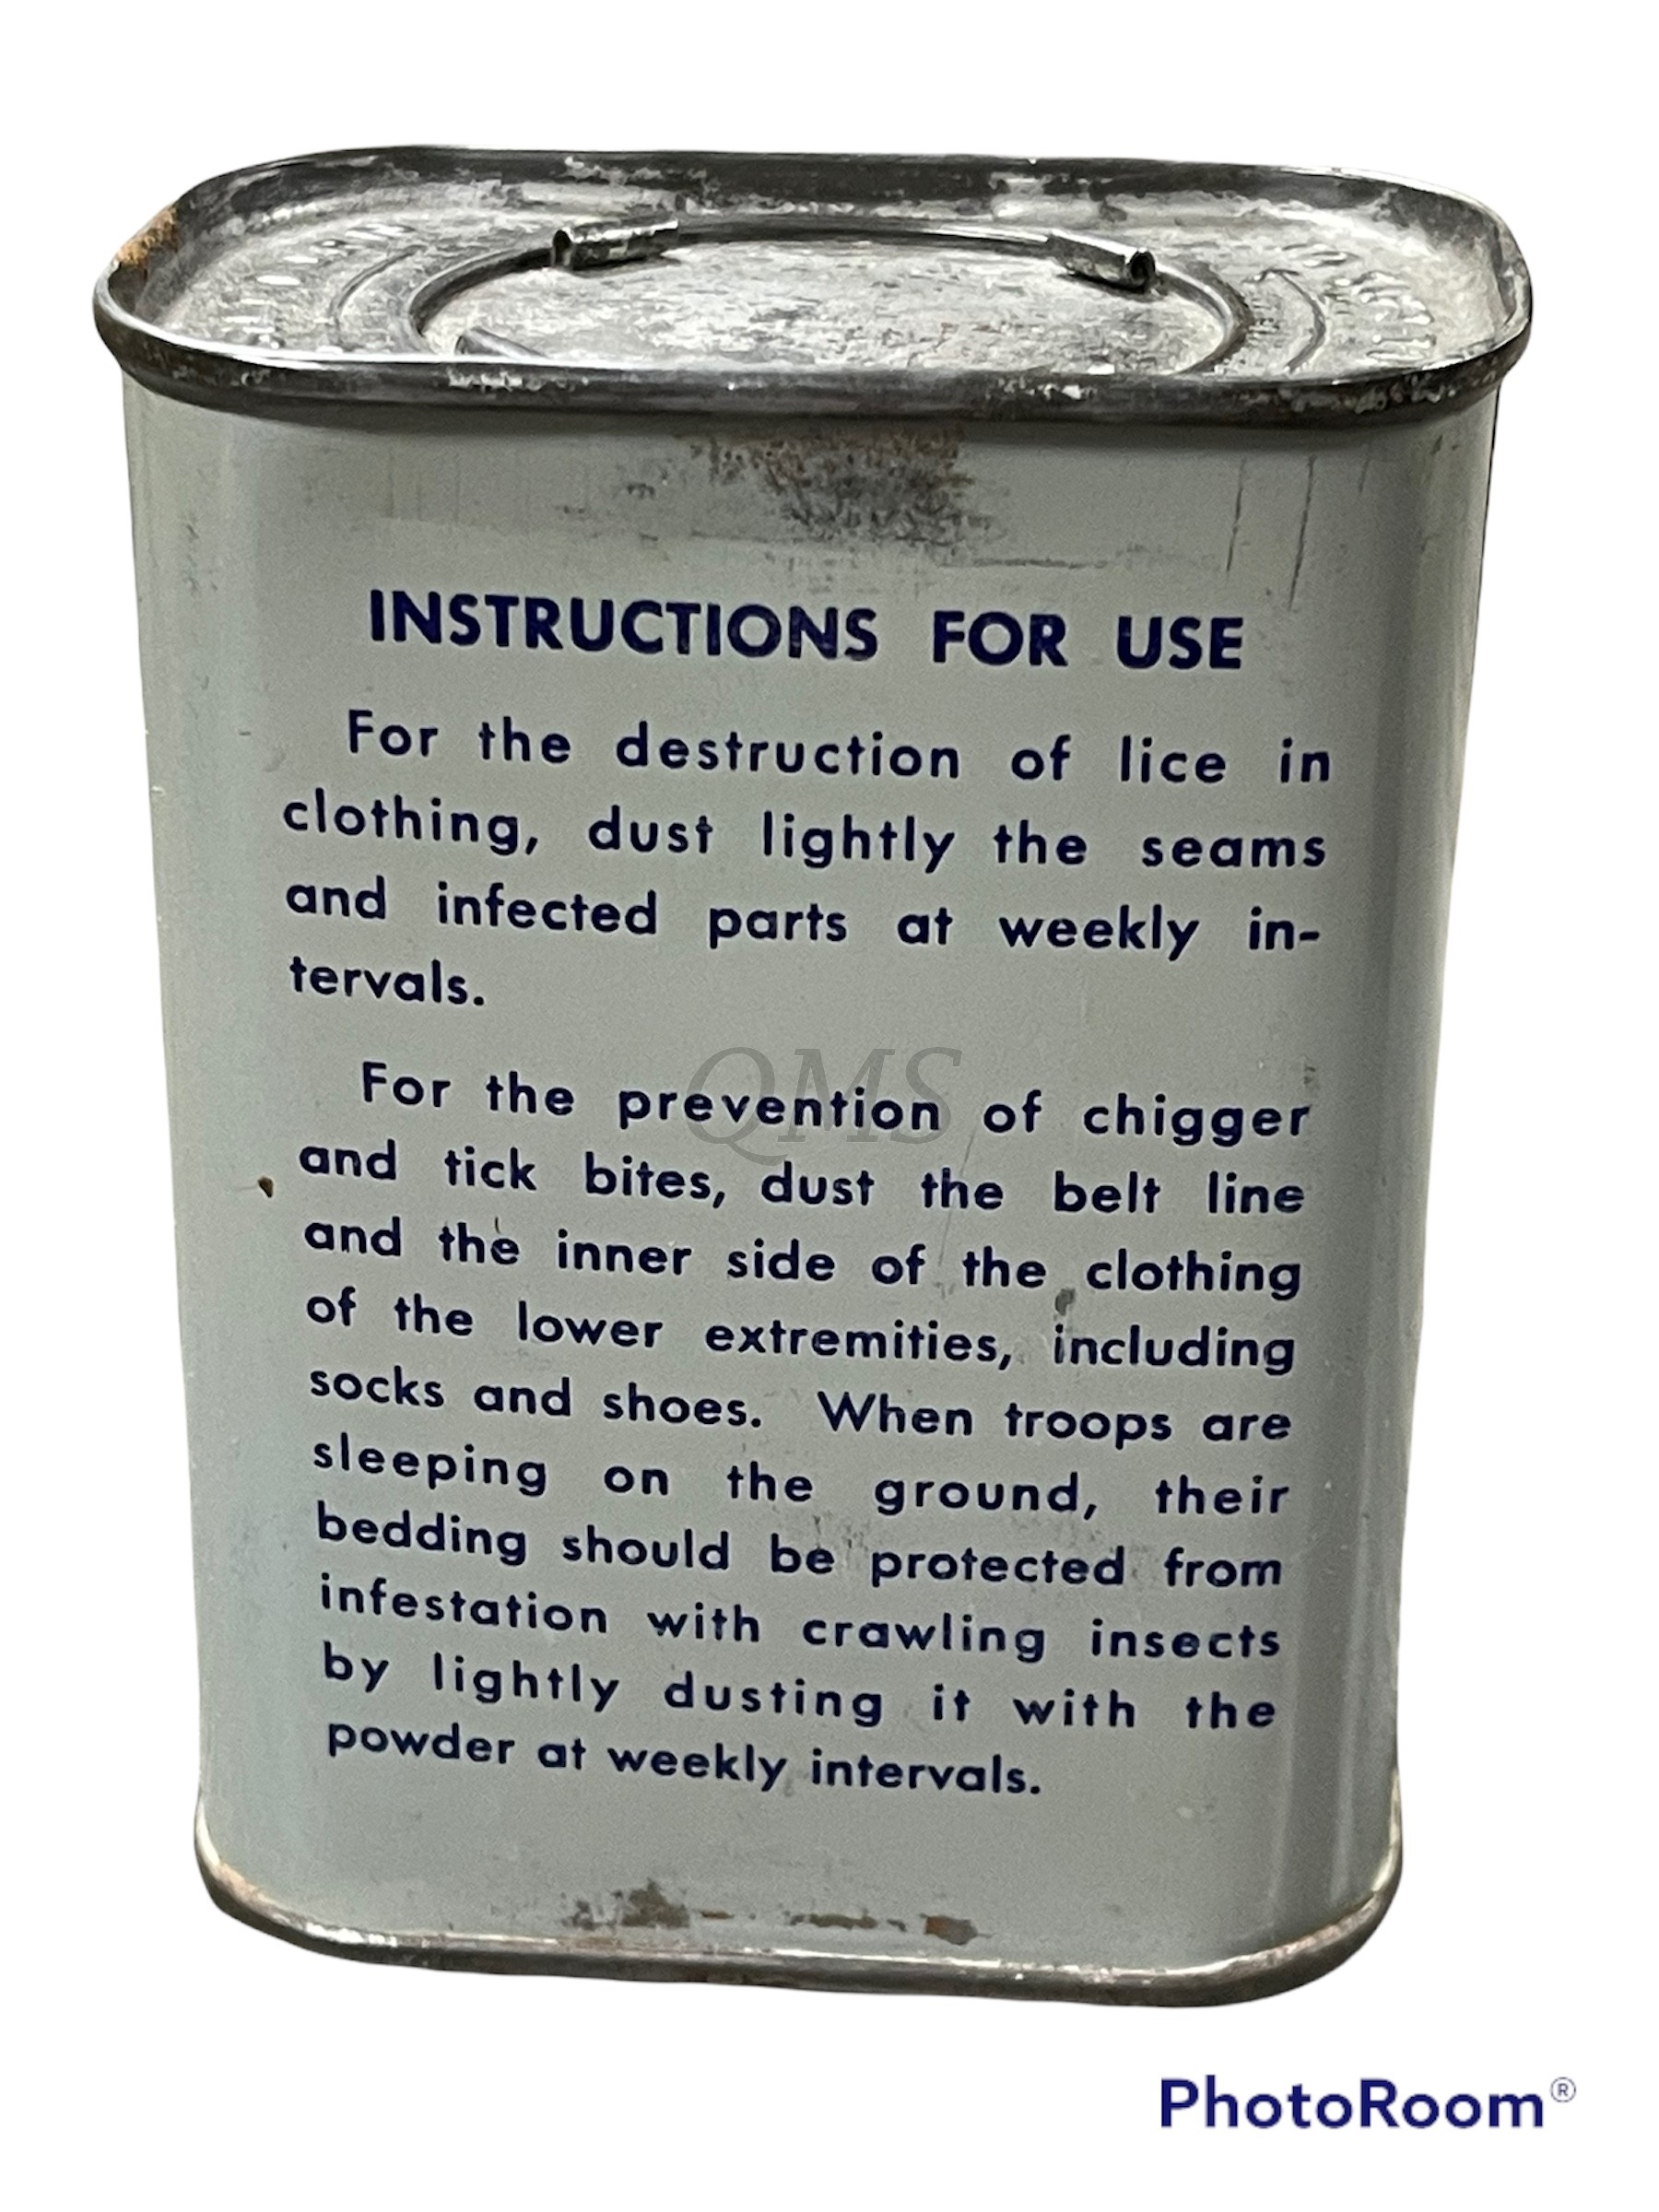 INSTRUCTIONS FOR USE
For the destruction of lice in
clothing, dust lightly the seams
and infected parts at weekly in-
tervals.
For the prevention of chigger
QMS
and tick bites, dust the belt line
and the inner side of the clothing
of the lower extremities, including
socks and shoes. When troops are
sleeping on the ground, their
bedding should be protected from
infestation with crawling insects
by lightly dusting it with the
powder at weekly intervals.
PhotoRoom®